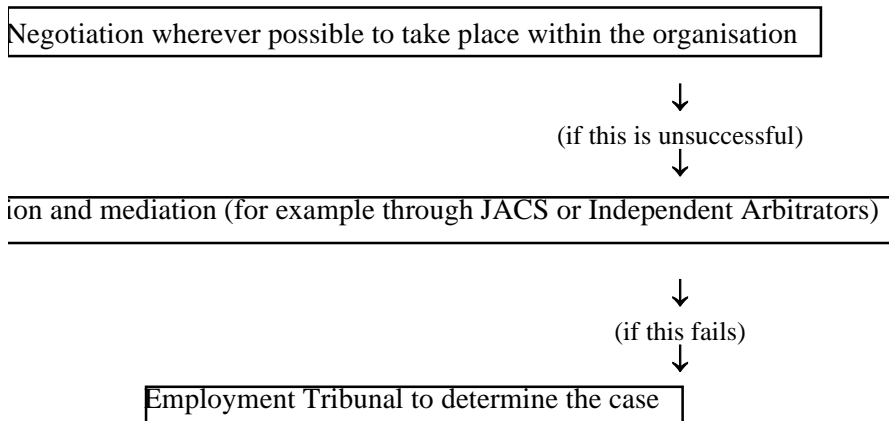 Negotiation wherever possible to take place within the organisation
(if this is unsuccessful)
ion and mediation (for example through JACS or Independent Arbitrators)
(if this fails)
Employment Tribunal to determine the case